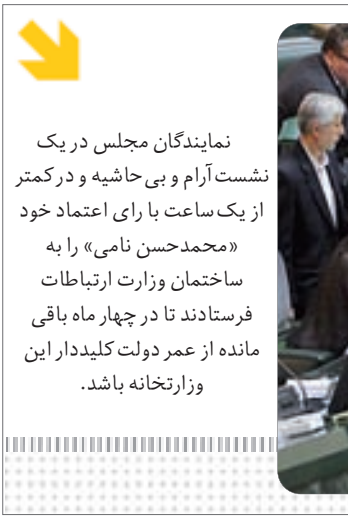 نمایندگان مجلس در یک
نشست آرام و بی‌حاشیه و در کمتر
از یک ساعت با رای اعتماد خود
«محمدحسن نامی» را به
ساختمان وزارت ارتباطات
فرستادند تا در چهار ماه باقی
مانده از عمر دولت کلیددار این
وزارتخانه باشد.